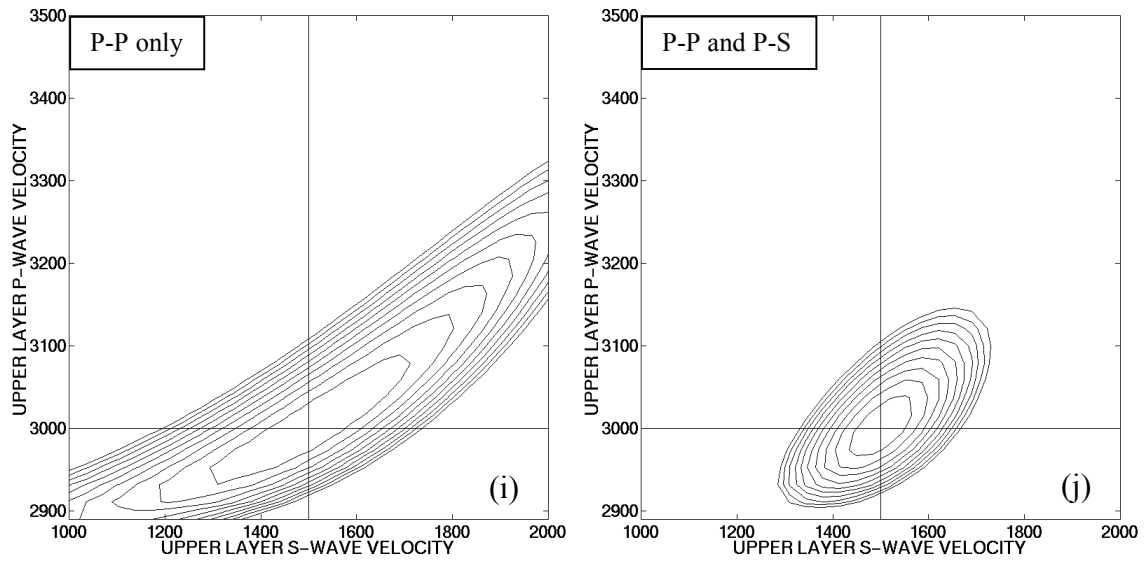 P-P only
3500
3400
3300
3200
3100
3000
2900
UPPER LAYER P-WAVE VELOCITY
1000 1200 1400 1600 1800 2000
UPPER LAYER S-WAVE VELOCITY
(i)
P-P and P-S
3500
3400
3300
3200
3100
3000
2900
UPPER LAYER P-WAVE VELOCITY
1000 1200 1400 1600 1800 2000
UPPER LAYER S-WAVE VELOCITY
(j)